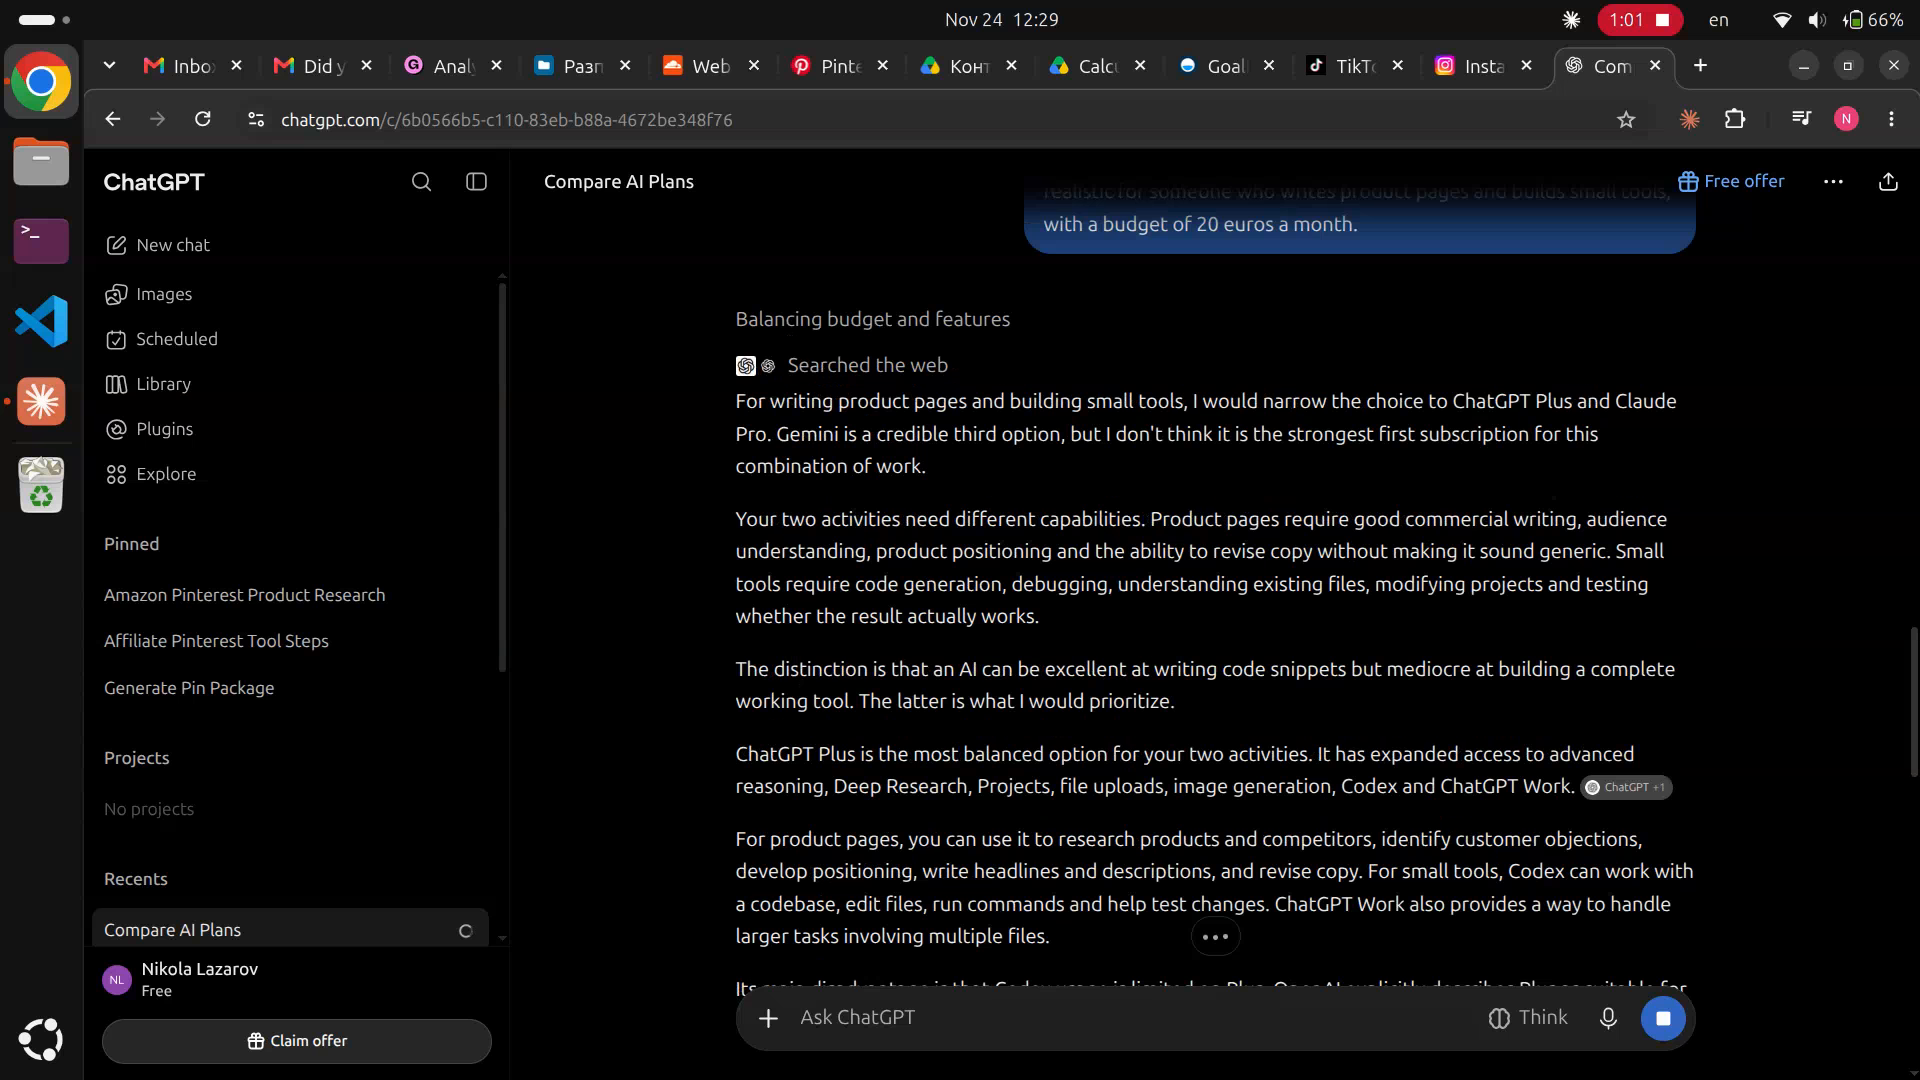 Nov 24 12:29
1:01
en
66%
Inbo
Did y
Anal
Разп
Web
Pinte
Конт
Calcu
Goal
TikTo
Insta
Com
chatgpt.com/c/6b0566b5-c110-83eb-b88a-4672be348f76
N
ChatGPT
Compare AI Plans
Free offer
realistic for someone who writes product pages and builds small tools,
with a budget of 20 euros a month.
New chat
Images
Scheduled
Library
Plugins
Explore
Pinned
Amazon Pinterest Product Research
Affiliate Pinterest Tool Steps
Generate Pin Package
Projects
No projects
Recents
Compare AI Plans
NL
Nikola Lazarov
Free
Claim offer
Balancing budget and features
Searched the web
For writing product pages and building small tools, I would narrow the choice to ChatGPT Plus and Claude
Pro. Gemini is a credible third option, but I don't think it is the strongest first subscription for this
combination of work.
Your two activities need different capabilities. Product pages require good commercial writing, audience
understanding, product positioning and the ability to revise copy without making it sound generic. Small
tools require code generation, debugging, understanding existing files, modifying projects and testing
whether the result actually works.
The distinction is that an AI can be excellent at writing code snippets but mediocre at building a complete
working tool. The latter is what I would prioritize.
ChatGPT Plus is the most balanced option for your two activities. It has expanded access to advanced
reasoning, Deep Research, Projects, file uploads, image generation, Codex and ChatGPT Work. ChatGPT +1
For product pages, you can use it to research products and competitors, identify customer objections,
develop positioning, write headlines and descriptions, and revise copy. For small tools, Codex can work with
a codebase, edit files, run commands and help test changes. ChatGPT Work also provides a way to handle
larger tasks involving multiple files.
Ask ChatGPT
Think